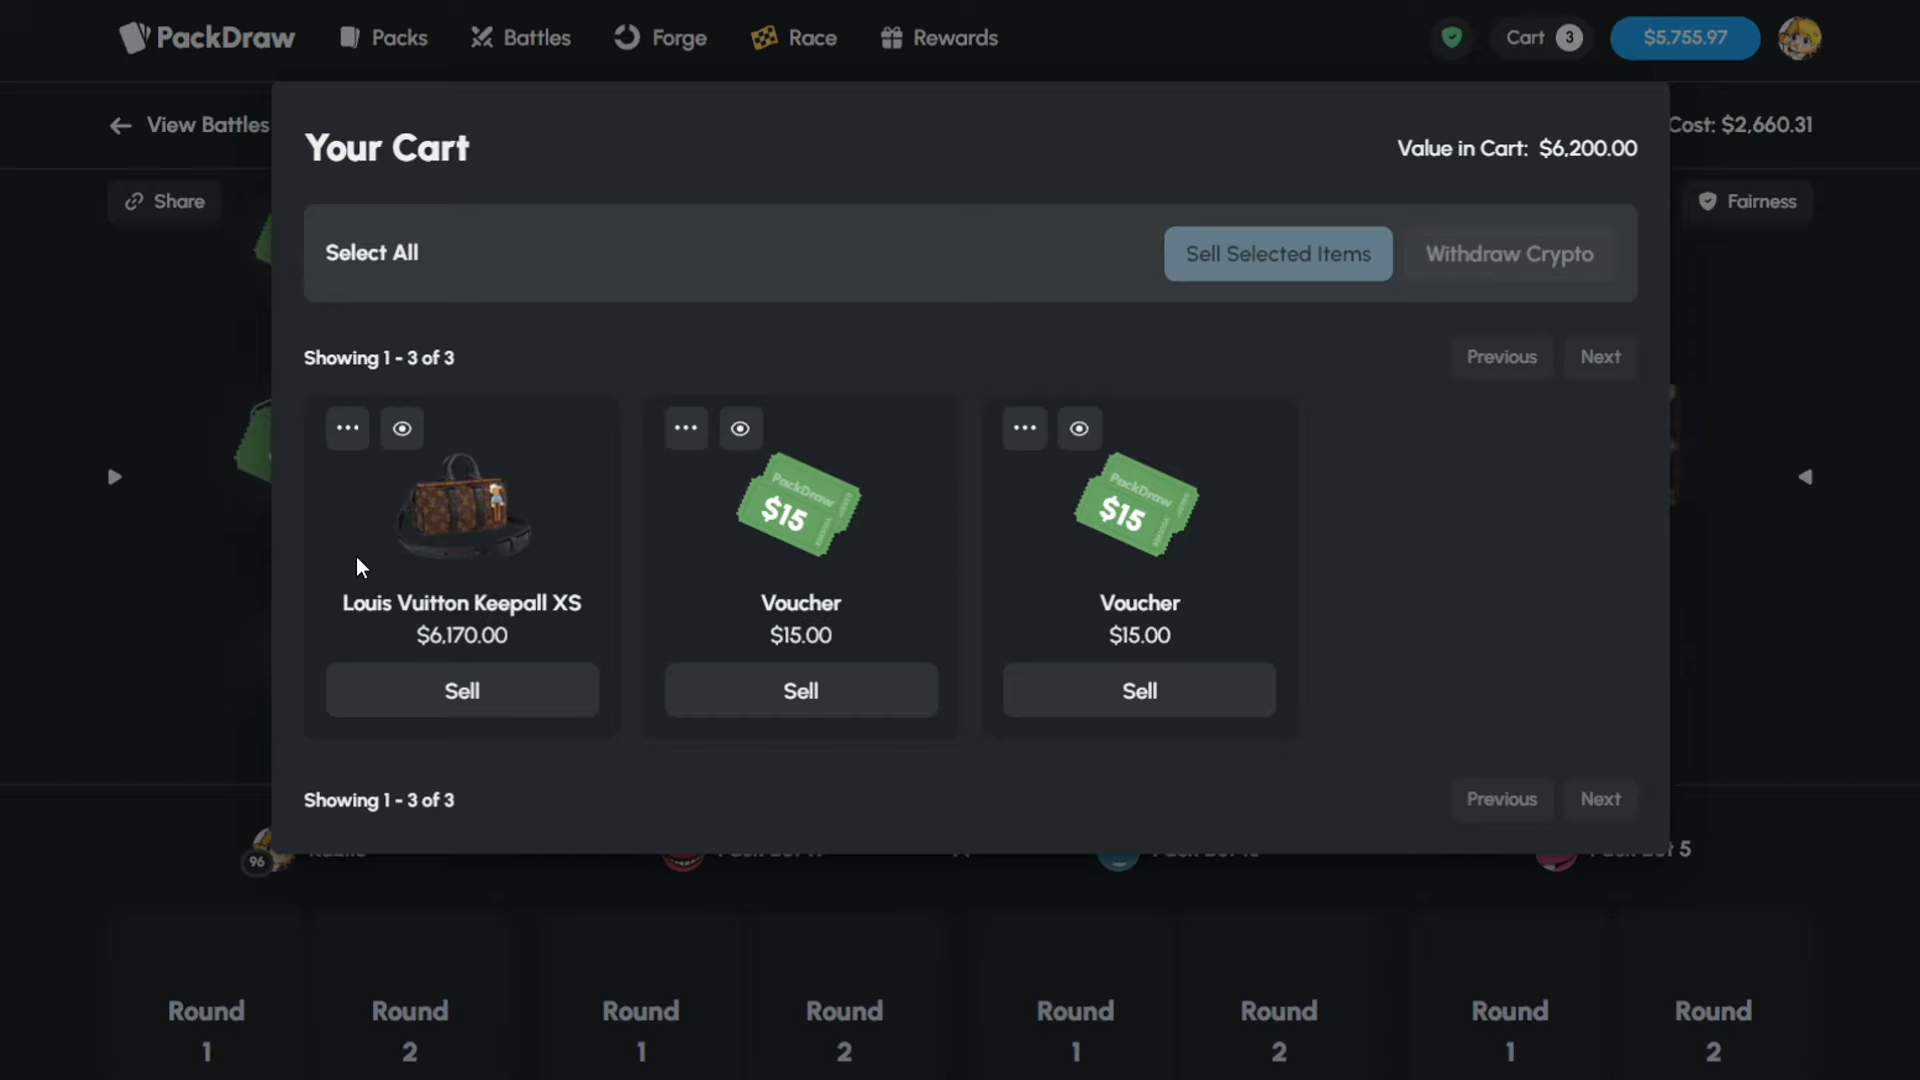 PackDraw
Packs
Battles
Forge
Race
Rewards
Cart 3
$5,755.97
View Battles
Cost: $2,660.31
Share
Fairness
Your Cart
Value in Cart: $6,200.00
Select All
Sell Selected Items
Withdraw Crypto
Showing 1 - 3 of 3
Previous
Next
Louis Vuitton Keepall XS
$6,170.00
Sell
PackDraw
$15
Voucher
$15.00
Sell
PackDraw
$15
Voucher
$15.00
Sell
Showing 1 - 3 of 3
Previous
Next
96
5
Round
1
Round
2
Round
1
Round
2
Round
1
Round
2
Round
1
Round
2